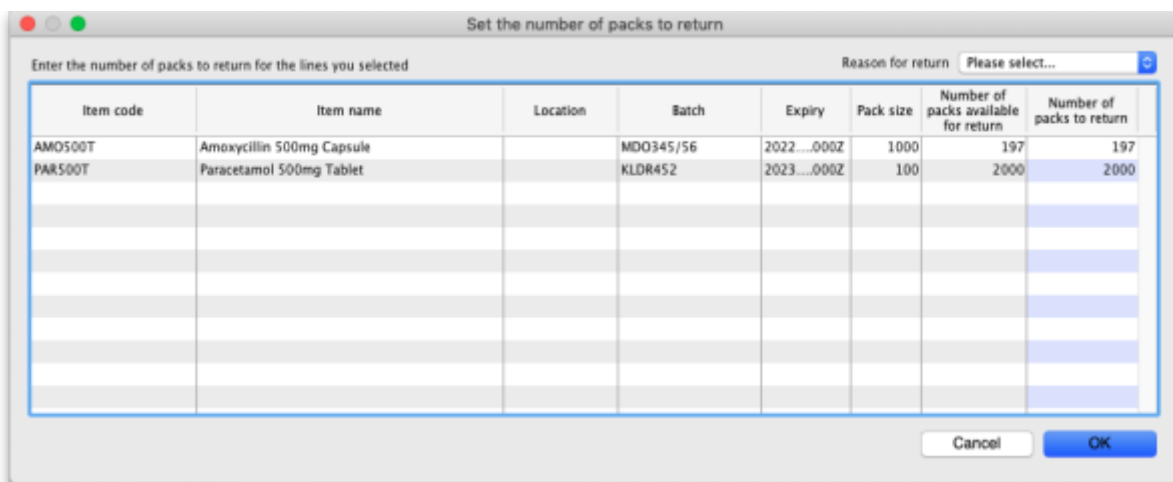 Set the number of packs to return
Enter the number of packs to return for the lines you selected
Reason for return Please select...
Item code Item name Location Batch Expiry Pack size Number of packs available for return Number of packs to return
AMO500T Amoxycillin 500mg Capsule MDO345/56 2022....000Z 1000 197 197
PAR500T Paracetamol 500mg Tablet KLDR452 2023....000Z 100 2000 2000
Cancel OK